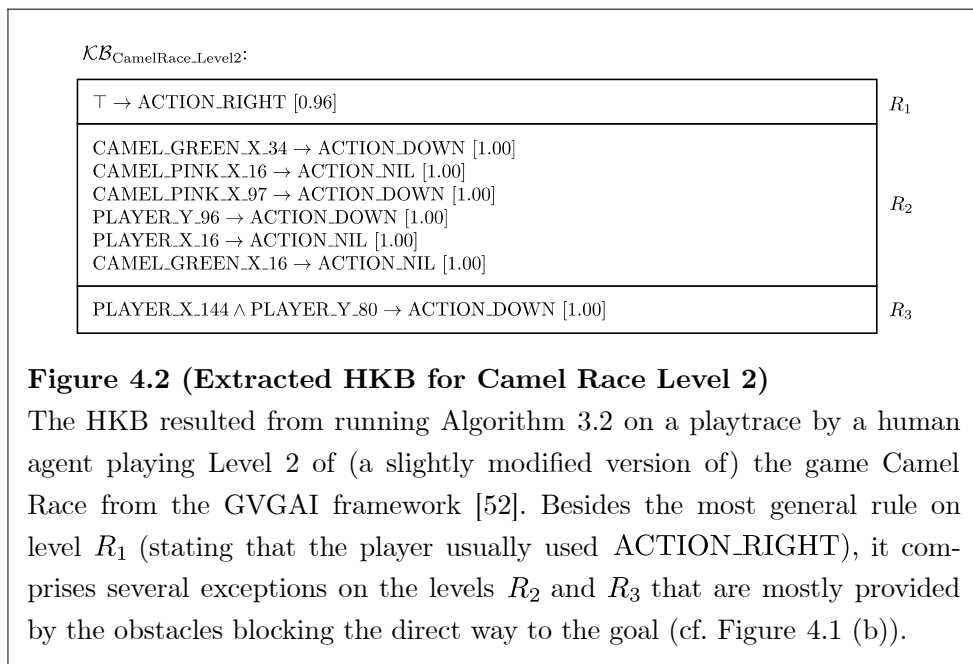 KB_CamelRace_Level2:
⊤ → ACTION_RIGHT [0.96]
R1
CAMEL_GREEN_X_34 → ACTION_DOWN [1.00]
CAMEL_PINK_X_16 → ACTION_NIL [1.00]
CAMEL_PINK_X_97 → ACTION_DOWN [1.00]
PLAYER_Y_96 → ACTION_DOWN [1.00]
PLAYER_X_16 → ACTION_NIL [1.00]
CAMEL_GREEN_X_16 → ACTION_NIL [1.00]
R2
PLAYER_X_144 ∧ PLAYER_Y_80 → ACTION_DOWN [1.00]
R3
Figure 4.2 (Extracted HKB for Camel Race Level 2)
The HKB resulted from running Algorithm 3.2 on a playtrace by a human
agent playing Level 2 of (a slightly modified version of) the game Camel
Race from the GVGAI framework [52]. Besides the most general rule on
level R1 (stating that the player usually used ACTION_RIGHT), it com-
prises several exceptions on the levels R2 and R3 that are mostly provided
by the obstacles blocking the direct way to the goal (cf. Figure 4.1 (b)).